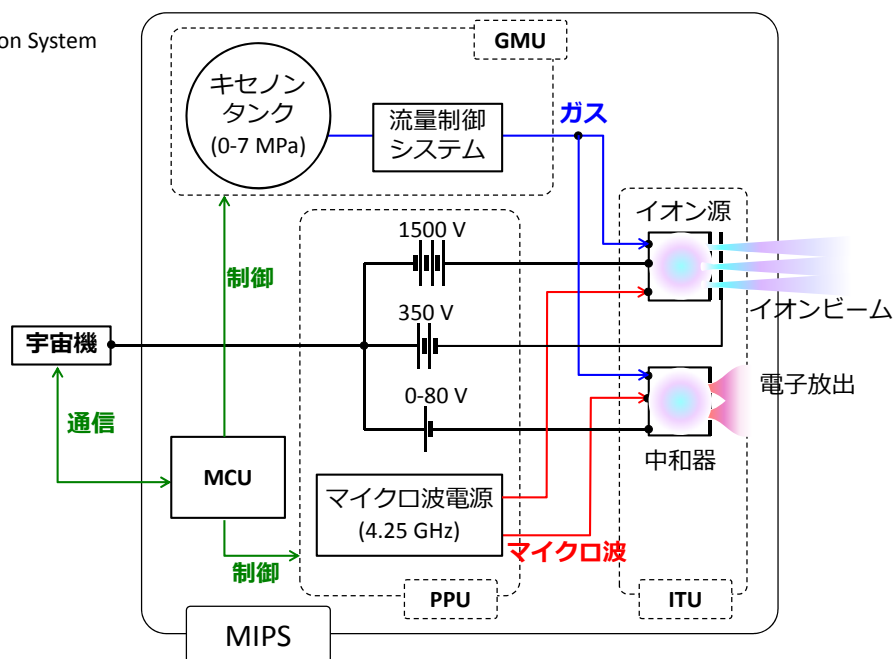 on System
GMU
キセノン
タンク
(0-7 MPa)
流量制御
システム
ガス
イオン源
1500 V
制御
350 V
イオンビーム
宇宙機
0-80 V
電子放出
通信
中和器
MCU
マイクロ波電源
(4.25 GHz)
マイクロ波
制御
PPU
ITU
MIPS